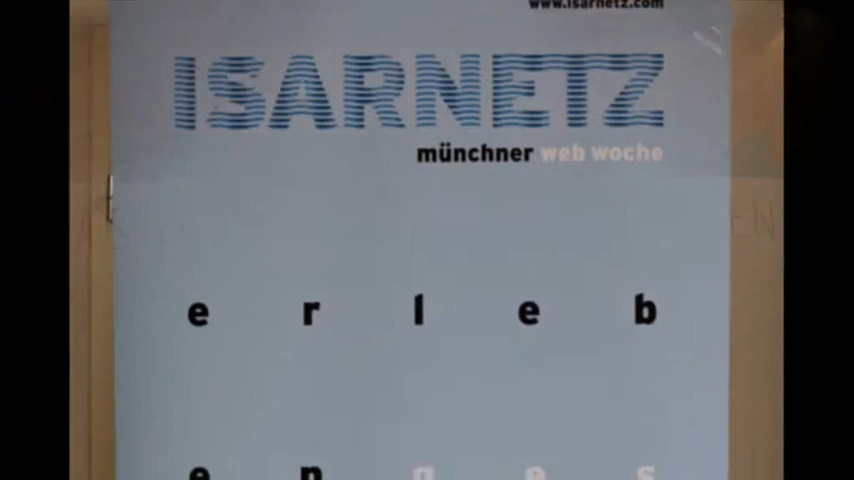 www.isarnetz.com
ISARNETZ
münchner web woche
e r l e b
e n g e s